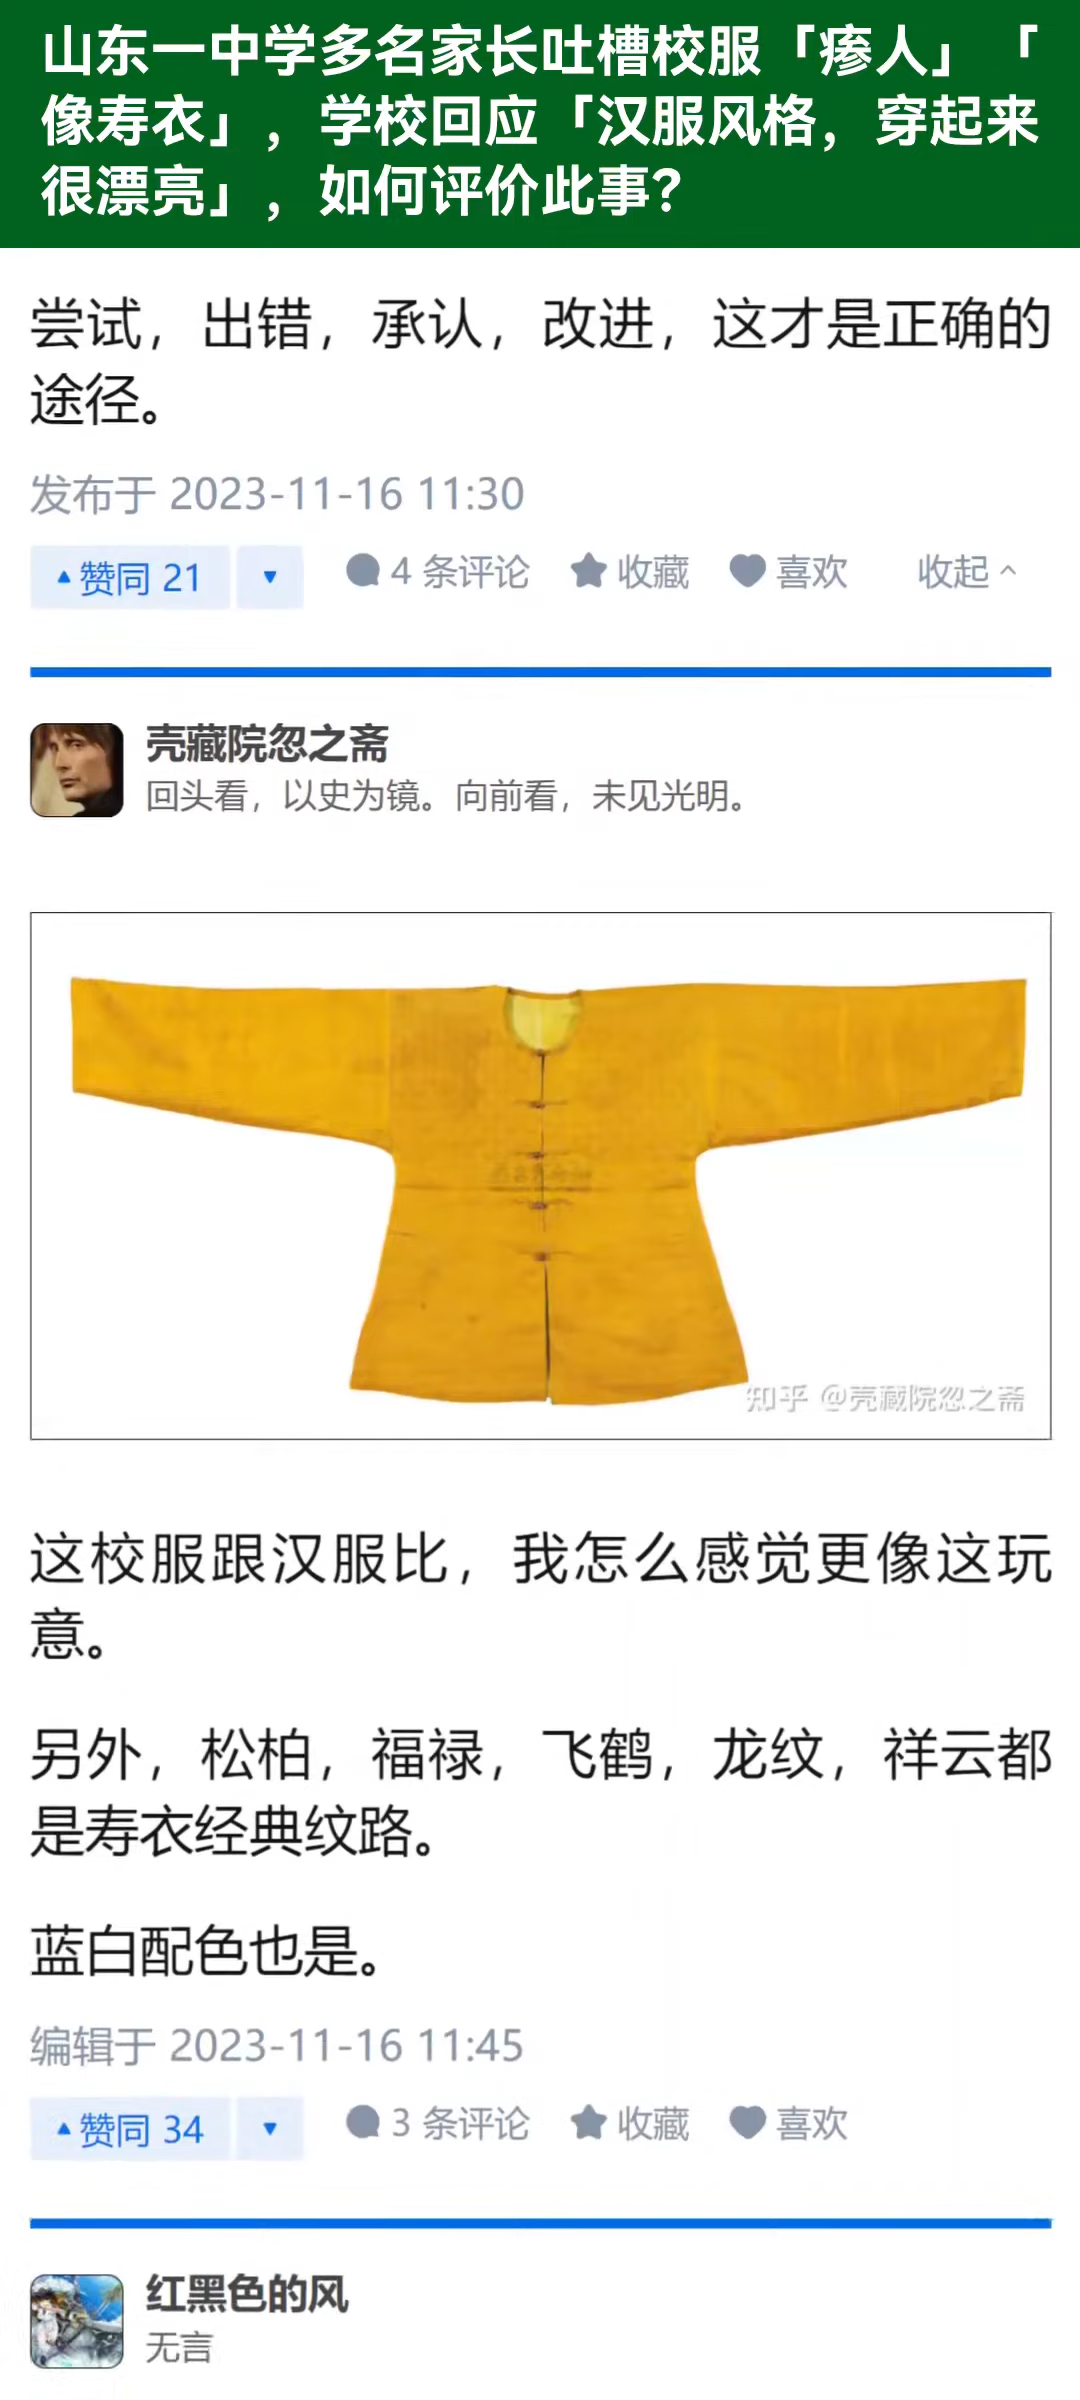 山东一中学多名家长吐槽校服「瘆人」「
像寿衣」，学校回应「汉服风格，穿起来
很漂亮」，如何评价此事？
尝试，出错，承认，改进，这才是正确的
途径。
发布于 2023-11-16 11:30
赞同 21
4 条评论
收藏
喜欢
收起
壳藏院忽之斋
回头看，以史为镜。向前看，未见光明。
知乎 @壳藏院忽之斋
这校服跟汉服比，我怎么感觉更像这玩
意。
另外，松柏，福禄，飞鹤，龙纹，祥云都
是寿衣经典纹路。
蓝白配色也是。
编辑于 2023-11-16 11:45
赞同 34
3 条评论
收藏
喜欢
红黑色的风
无言